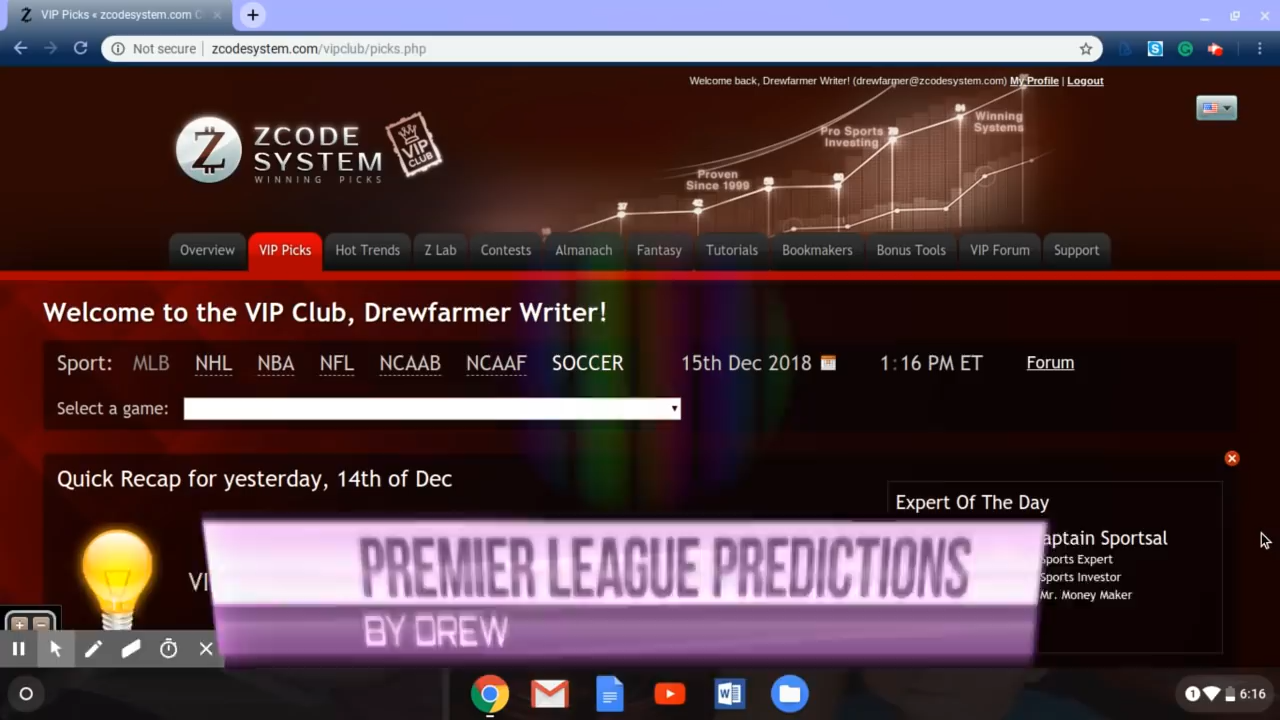 VIP Picks « zcodesystem.com
Not secure
zcodesystem.com/vipclub/picks.php
Welcome back, Drewfarmer Writer! (drewfarmer@zcodesystem.com) My Profile | Logout
ZCODE
SYSTEM
WINNING PICKS
VIP
CLUB
Proven
Since 1999
Pro Sports
Investing
Winning
Systems
37
42
Overview
VIP Picks
Hot Trends
Z Lab
Contests
Almanach
Fantasy
Tutorials
Bookmakers
Bonus Tools
VIP Forum
Support
Welcome to the VIP Club, Drewfarmer Writer!
Sport: MLB NHL NBA NFL NCAAB NCAAF SOCCER 15th Dec 2018 1:16 PM ET Forum
Select a game:
Quick Recap for yesterday, 14th of Dec
Expert Of The Day
aptain Sportsal
Sports Expert
Sports Investor
Mr. Money Maker
VI
PREMIER LEAGUE PREDICTIONS
BY DREW
1
6:16